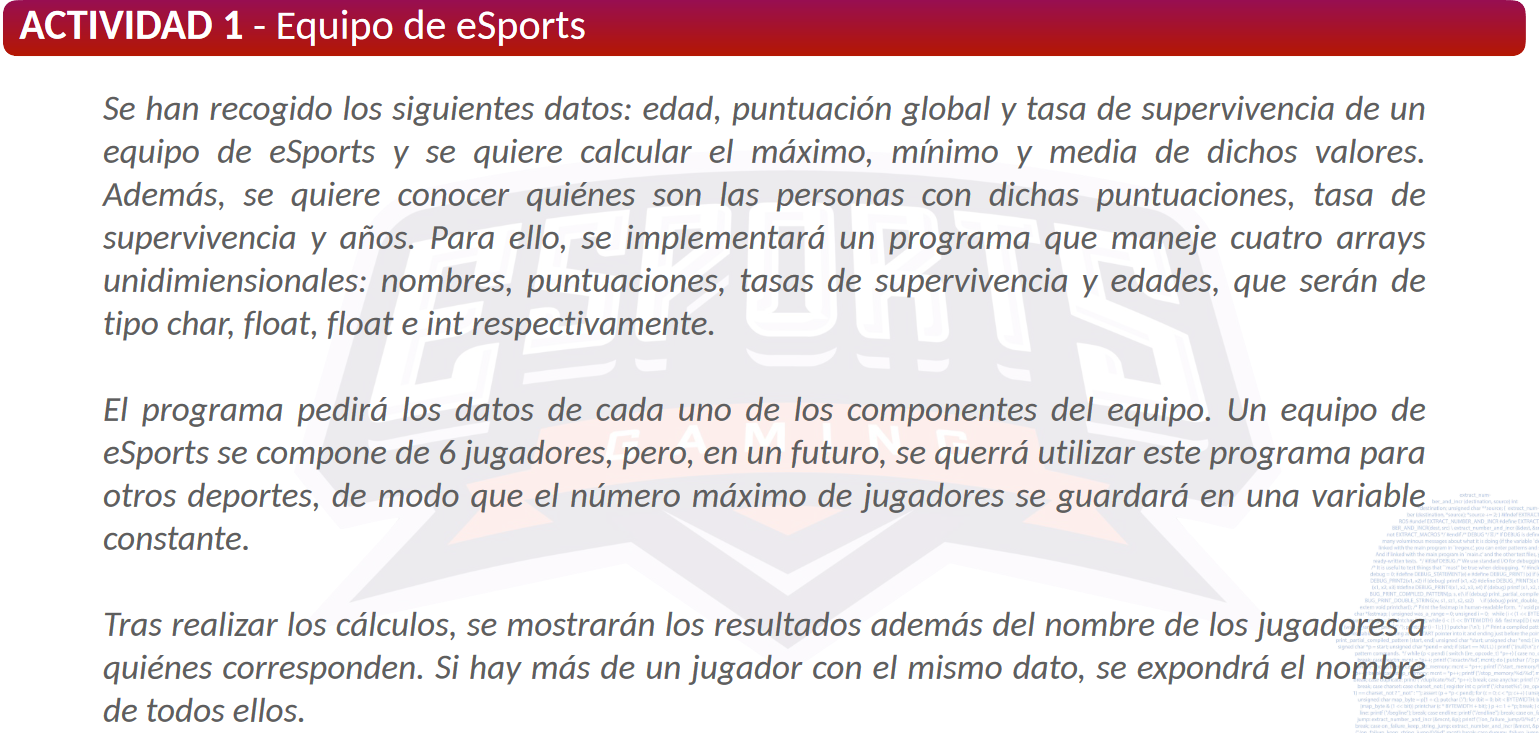 ACTIVIDAD 1 - Equipo de eSports
Se han recogido los siguientes datos: edad, puntuación global y tasa de supervivencia de un
equipo de eSports y se quiere calcular el máximo, mínimo y media de dichos valores.
Además, se quiere conocer quiénes son las personas con dichas puntuaciones, tasa de
supervivencia y años. Para ello, se implementará un programa que maneje cuatro arrays
unidimiensionales: nombres, puntuaciones, tasas de supervivencia y edades, que serán de
tipo char, float, float e int respectivamente.
El programa pedirá los datos de cada uno de los componentes del equipo. Un equipo de
eSports se compone de 6 jugadores, pero, en un futuro, se querrá utilizar este programa para
otros deportes, de modo que el número máximo de jugadores se guardará en una variable
constante.
Tras realizar los cálculos, se mostrarán los resultados además del nombre de los jugadores a
quiénes corresponden. Si hay más de un jugador con el mismo dato, se expondrá el nombre
de todos ellos.
ESPORTS
GAMING